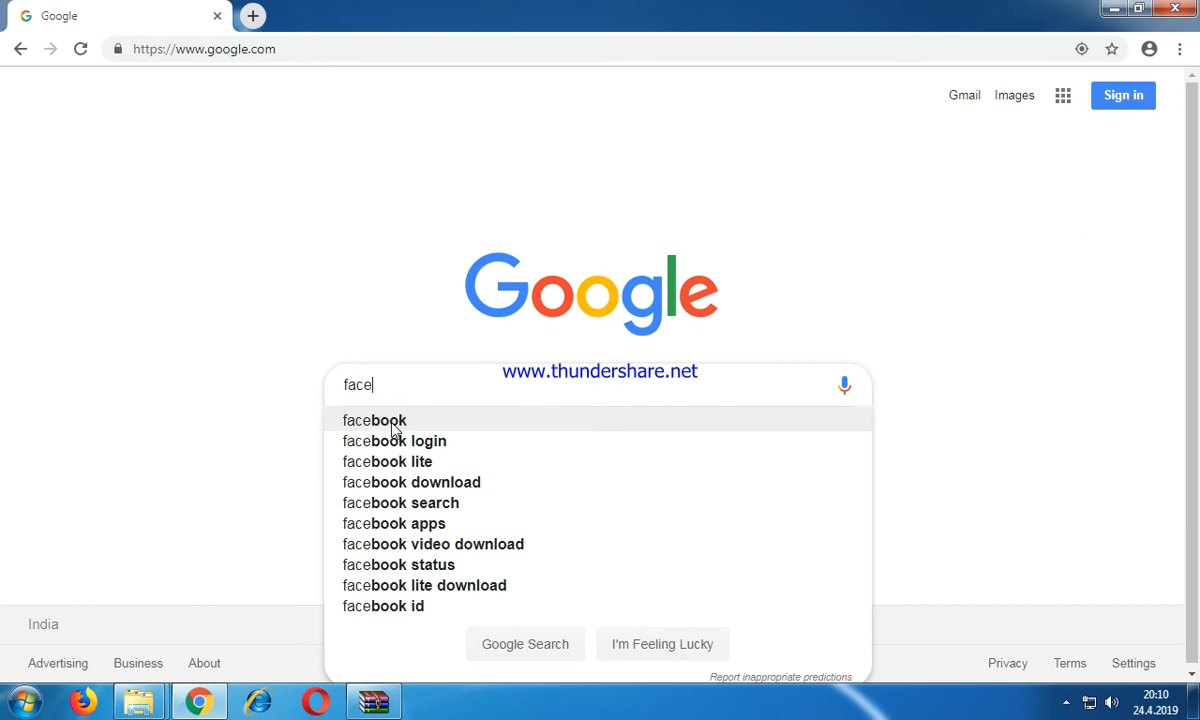 Google
https://www.google.com
Gmail Images Sign in
Google
www.thundershare.net
face
facebook
facebook login
facebook lite
facebook download
facebook search
facebook apps
facebook video download
facebook status
facebook lite download
facebook id
Google Search I'm Feeling Lucky
Report inappropriate predictions
India
Advertising Business About Privacy Terms Settings
20:10
24.4.2019